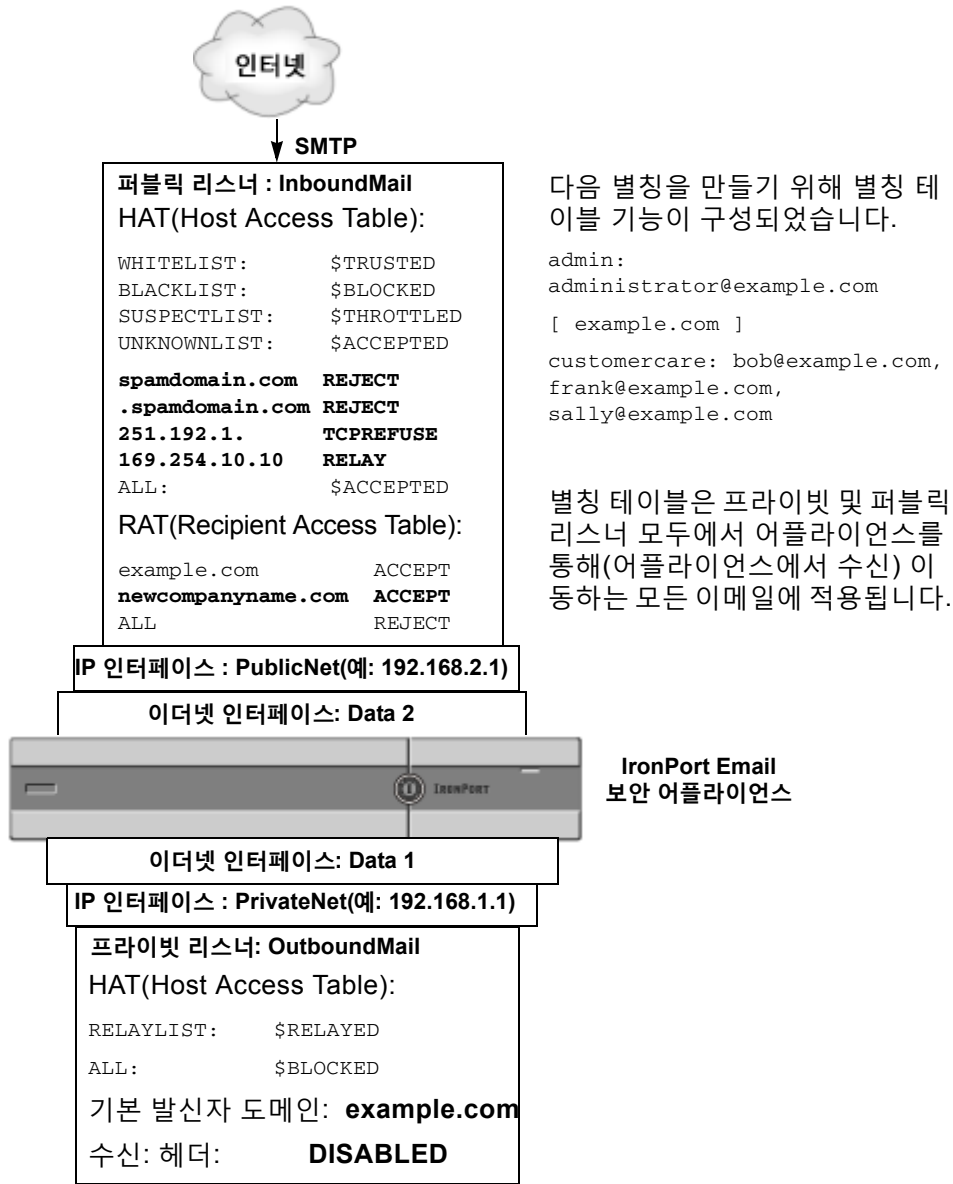 인터넷
SMTP
퍼블릭 리스너 : InboundMail
HAT(Host Access Table):
WHITELIST: $TRUSTED
BLACKLIST: $BLOCKED
SUSPECTLIST: $THROTTLED
UNKNOWNLIST: $ACCEPTED
spamdomain.com REJECT
.spamdomain.com REJECT
251.192.1. TCPREFUSE
169.254.10.10 RELAY
ALL: $ACCEPTED
RAT(Recipient Access Table):
example.com ACCEPT
newcompanyname.com ACCEPT
ALL REJECT
다음 별칭을 만들기 위해 별칭 테
이블 기능이 구성되었습니다.
admin:
administrator@example.com
[ example.com ]
customercare: bob@example.com,
frank@example.com,
sally@example.com
별칭 테이블은 프라이빗 및 퍼블릭
리스너 모두에서 어플라이언스를
통해(어플라이언스에서 수신) 이
동하는 모든 이메일에 적용됩니다.
IP 인터페이스 : PublicNet(예: 192.168.2.1)
이더넷 인터페이스: Data 2
IRONPORT
IronPort Email
보안 어플라이언스
이더넷 인터페이스: Data 1
IP 인터페이스 : PrivateNet(예: 192.168.1.1)
프라이빗 리스너: OutboundMail
HAT(Host Access Table):
RELAYLIST: $RELAYED
ALL: $BLOCKED
기본 발신자 도메인: example.com
수신: 헤더: DISABLED